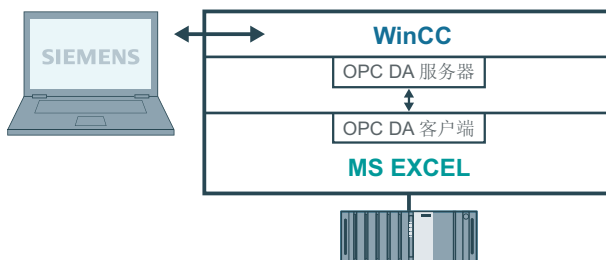 SIEMENS
WinCC
OPC DA 服务器
OPC DA 客户端
MS EXCEL